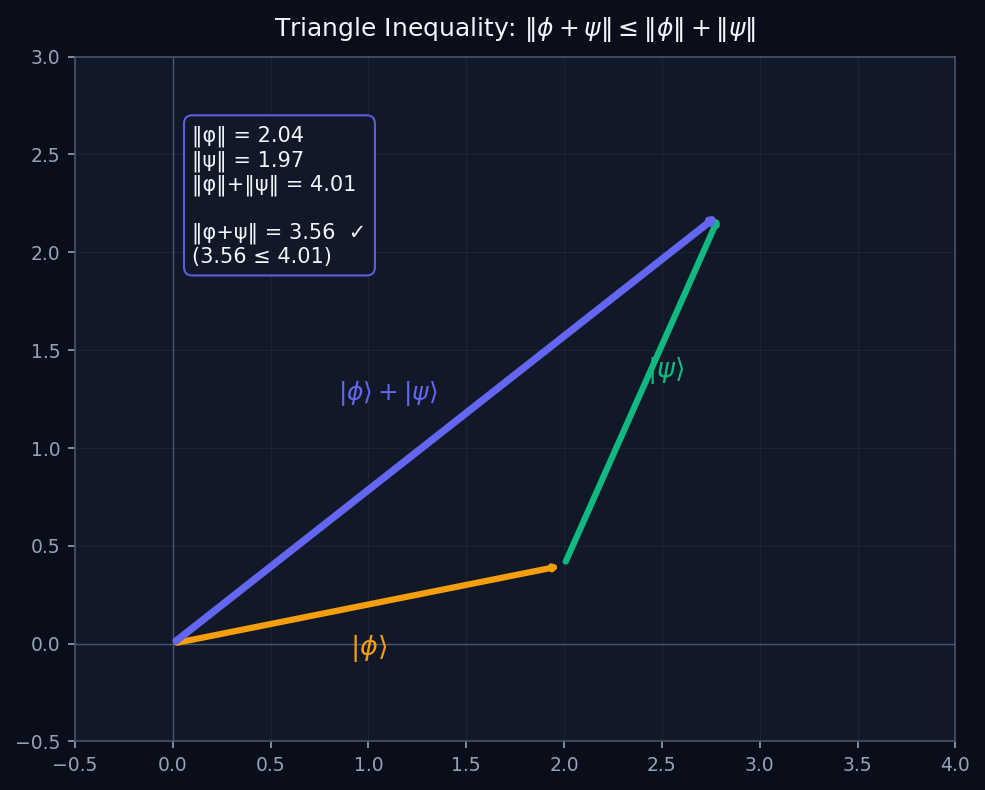 Triangle Inequality: ‖ϕ + ψ‖ ≤ ‖ϕ‖ + ‖ψ‖
3.0
2.5
2.0
1.5
1.0
0.5
0.0
−0.5
‖φ‖ = 2.04
‖ψ‖ = 1.97
‖φ‖+‖ψ‖ = 4.01
‖φ+ψ‖ = 3.56 ✓
(3.56 ≤ 4.01)
|ϕ⟩ + |ψ⟩
|ψ⟩
|ϕ⟩
−0.5 0.0 0.5 1.0 1.5 2.0 2.5 3.0 3.5 4.0